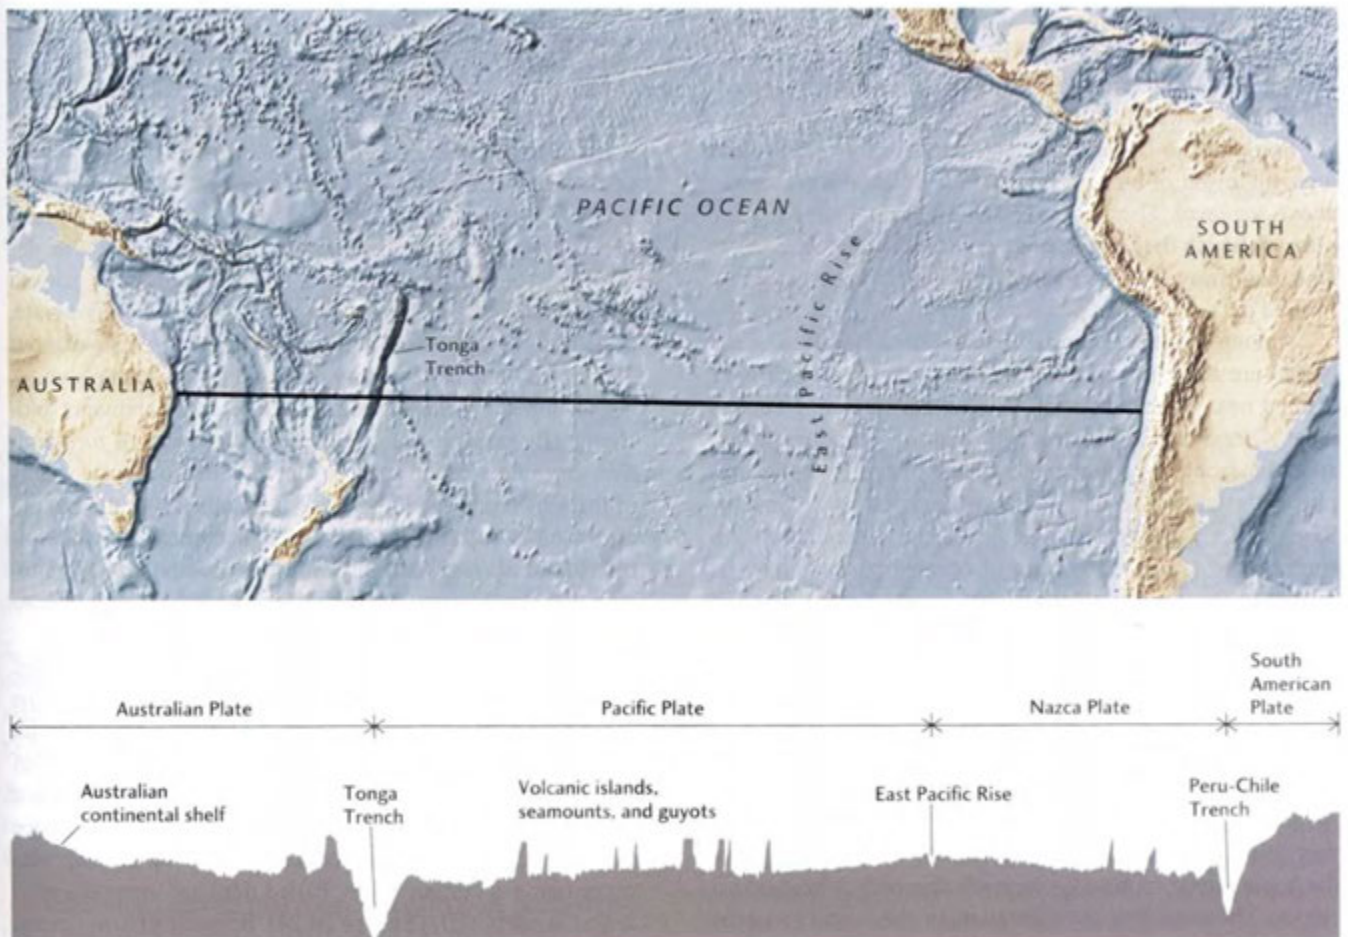 PACIFIC OCEAN
SOUTH
AMERICA
East Pacific Rise
Tonga
Trench
AUSTRALIA
South
American
Plate
Australian Plate
Pacific Plate
Nazca Plate
Australian
continental shelf
Tonga
Trench
Volcanic islands,
seamounts, and guyots
East Pacific Rise
Peru-Chile
Trench